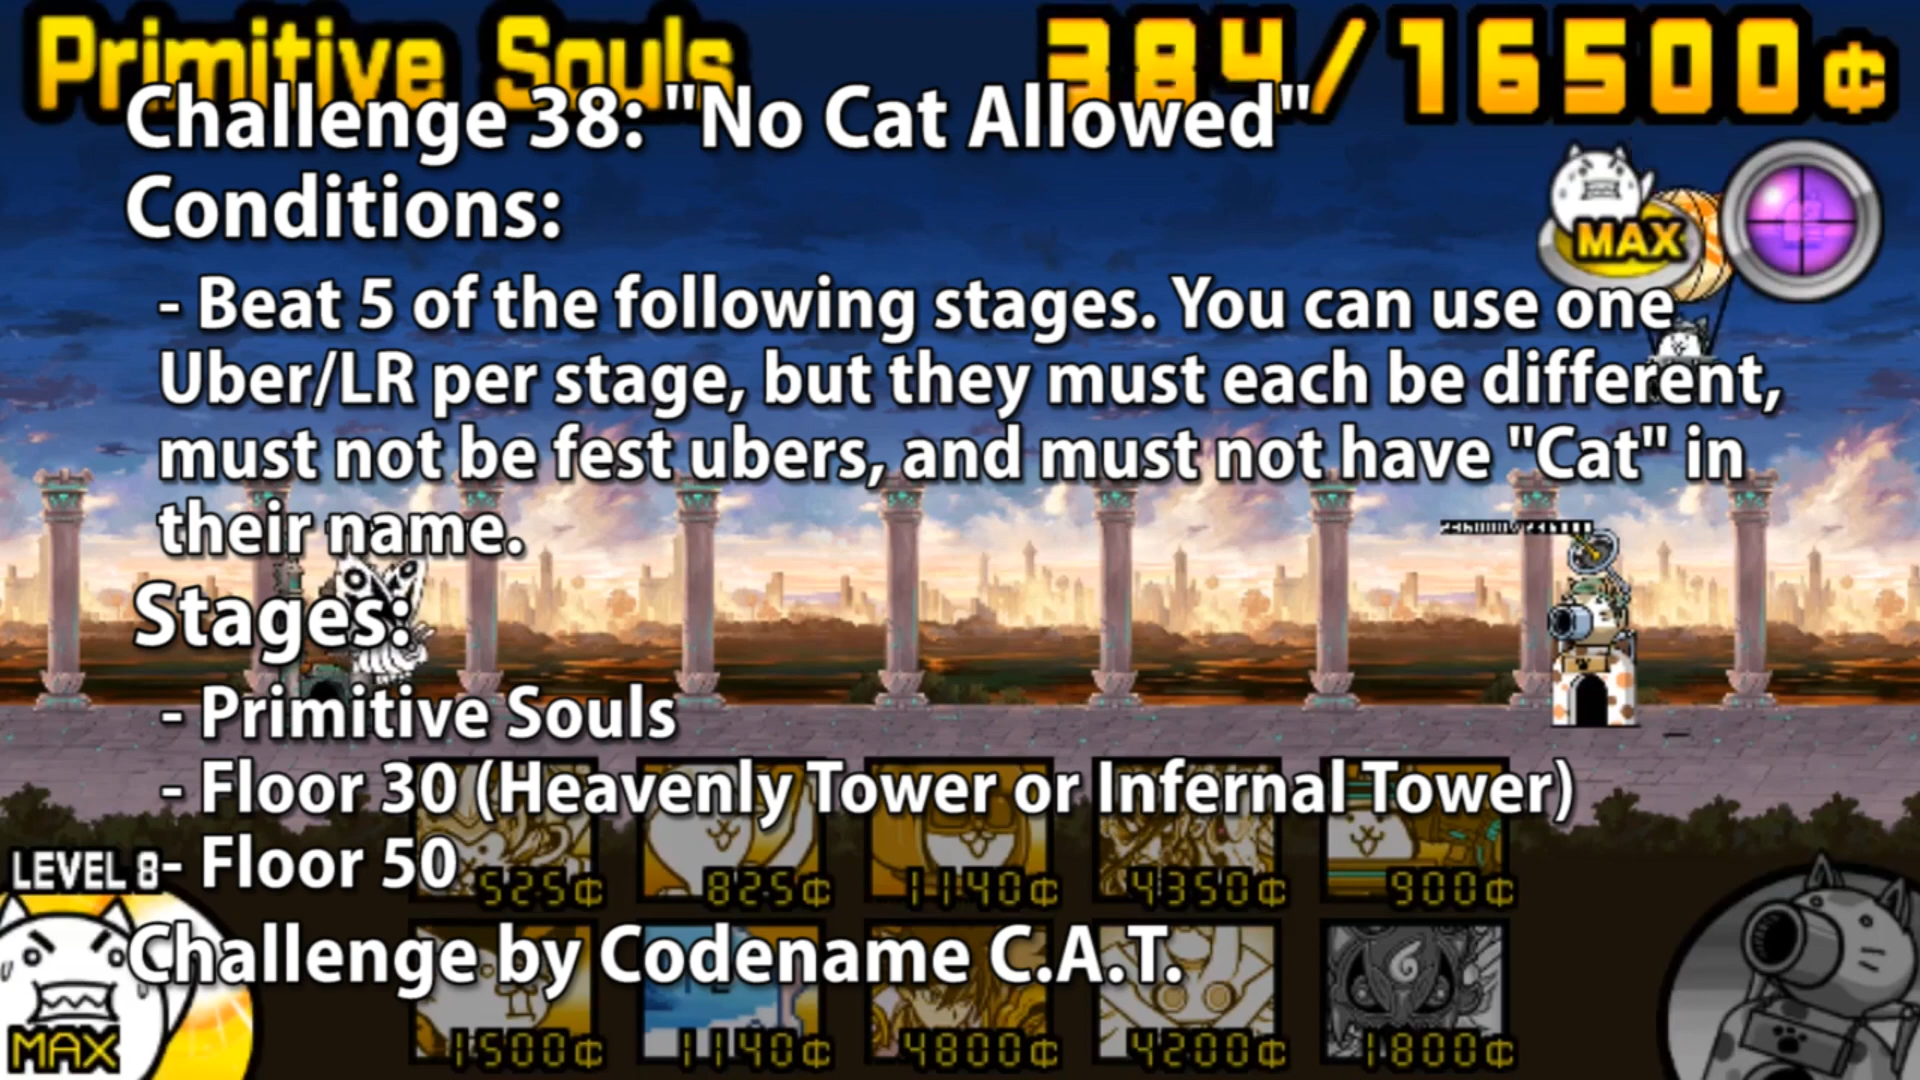 Primitive Souls
384/16500¢
Challenge 38: "No Cat Allowed"
Conditions:
MAX
- Beat 5 of the following stages. You can use one
Uber/LR per stage, but they must each be different,
must not be fest ubers, and must not have "Cat" in
their name.
Stages:
- Primitive Souls
- Floor 30 (Heavenly Tower or Infernal Tower)
- Floor 50
LEVEL 8
525¢ 825¢ 1140¢ 4350¢ 900¢
Challenge by Codename C.A.T.
MAX
1500¢ 1140¢ 4800¢ 4200¢ 1800¢